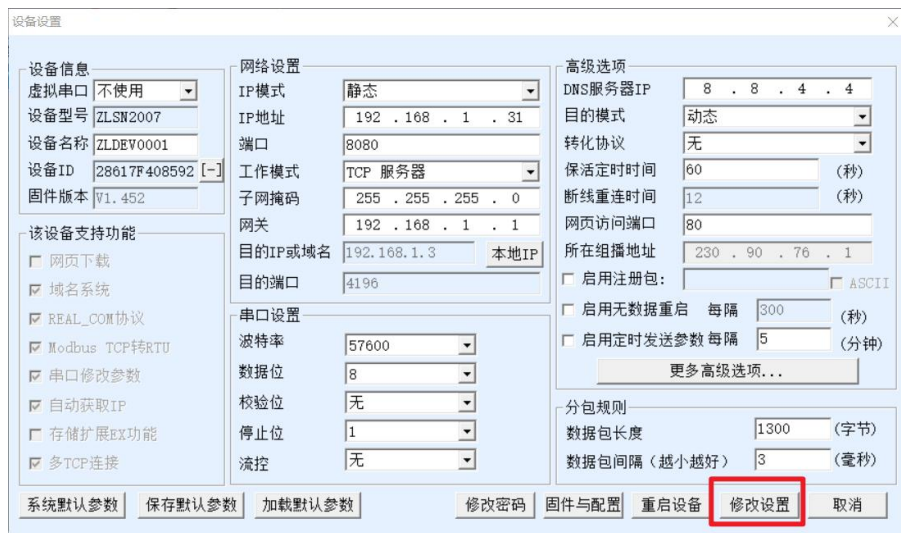 设备设置
设备信息
虚拟串口 不使用
设备型号 ZLSN2007
设备名称 ZLDEV0001
设备ID 28617F408592 [-]
固件版本 V1.452
该设备支持功能
网页下载
域名系统
REAL_COM协议
Modbus TCP转RTU
串口修改参数
自动获取IP
存储扩展EX功能
多TCP连接
网络设置
IP模式 静态
IP地址 192 . 168 . 1 . 31
端口 8080
工作模式 TCP 服务器
子网掩码 255 . 255 . 255 . 0
网关 192 . 168 . 1 . 1
目的IP或域名 192.168.1.3 本地IP
目的端口 4196
串口设置
波特率 57600
数据位 8
校验位 无
停止位 1
流控 无
高级选项
DNS服务器IP 8 . 8 . 4 . 4
目的模式 动态
转化协议 无
保活定时时间 60 (秒)
断线重连时间 12 (秒)
网页访问端口 80
所在组播地址 230 . 90 . 76 . 1
启用注册包: ASCII
启用无数据重启 每隔 300 (秒)
启用定时发送参数 每隔 5 (分钟)
更多高级选项...
分包规则
数据包长度 1300 (字节)
数据包间隔（越小越好） 3 (毫秒)
系统默认参数 保存默认参数 加载默认参数 修改密码 固件与配置 重启设备 修改设置 取消